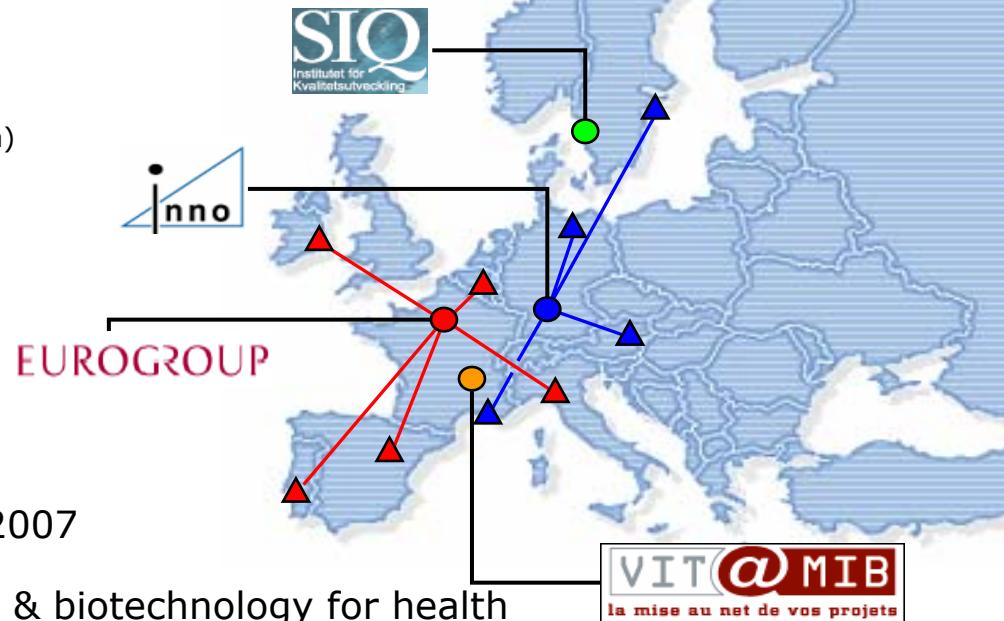 SIQ
Institutet för
Kvalitetsutveckling
)
inno
EUROGROUP
2007
VIT@MIB
la mise au net de vos projets
& biotechnology for health